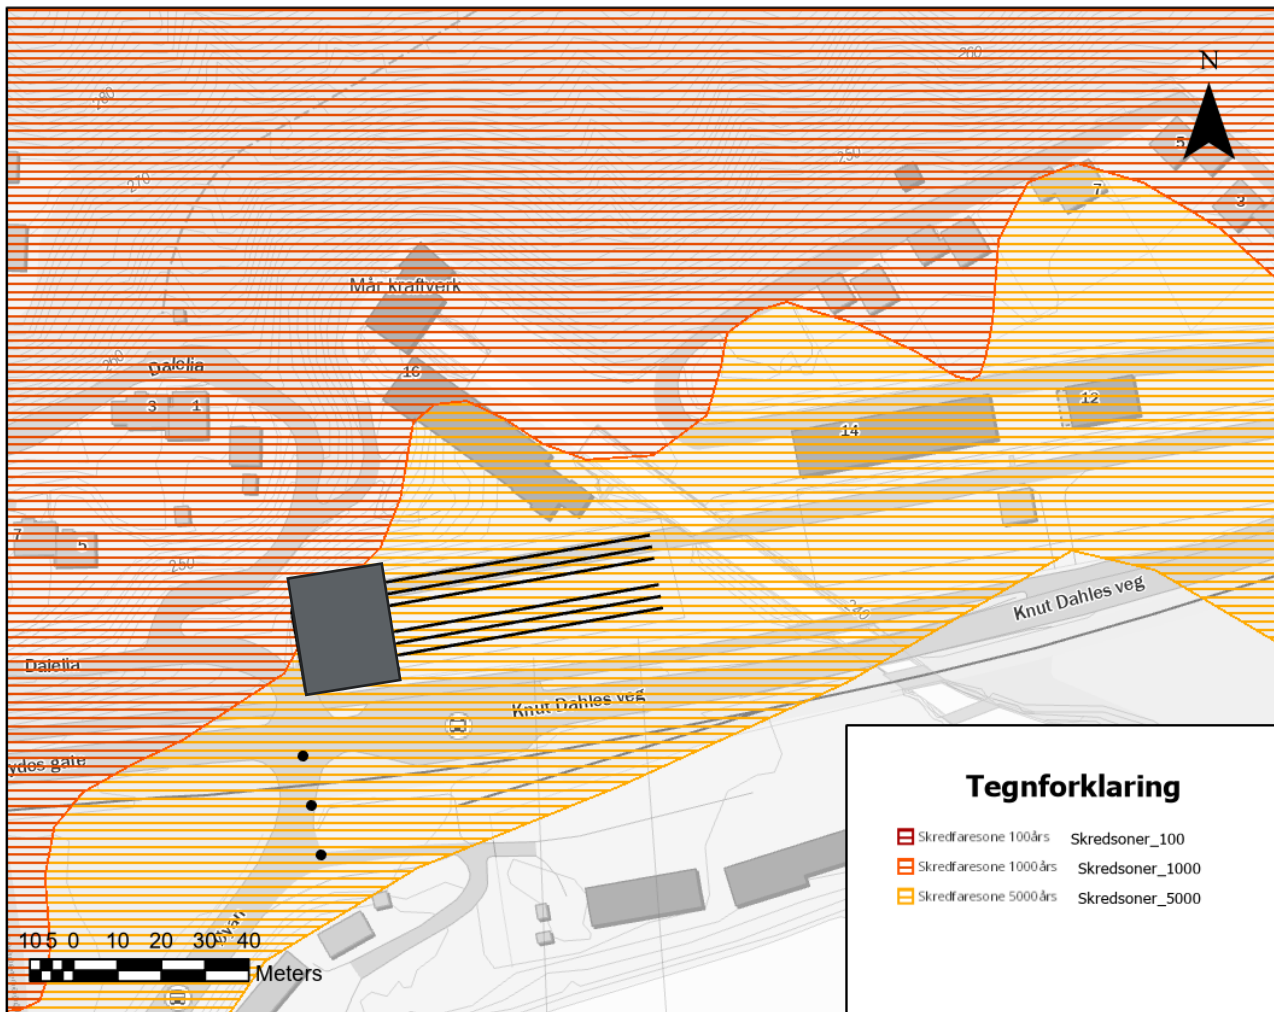 260
N
280
250
5
270
7
3
Mår kraftverk
260
Dalelia
16
3
1
12
14
7
5
250
240
Knut Dahles veg
Dalelia
Knut Dahles veg
ydos gate
Tegnforklaring
Skredfaresone 100års Skredsoner_100
Skredfaresone 1000års Skredsoner_1000
Skredfaresone 5000års Skredsoner_5000
10 5 0 10 20 30 40
Meters